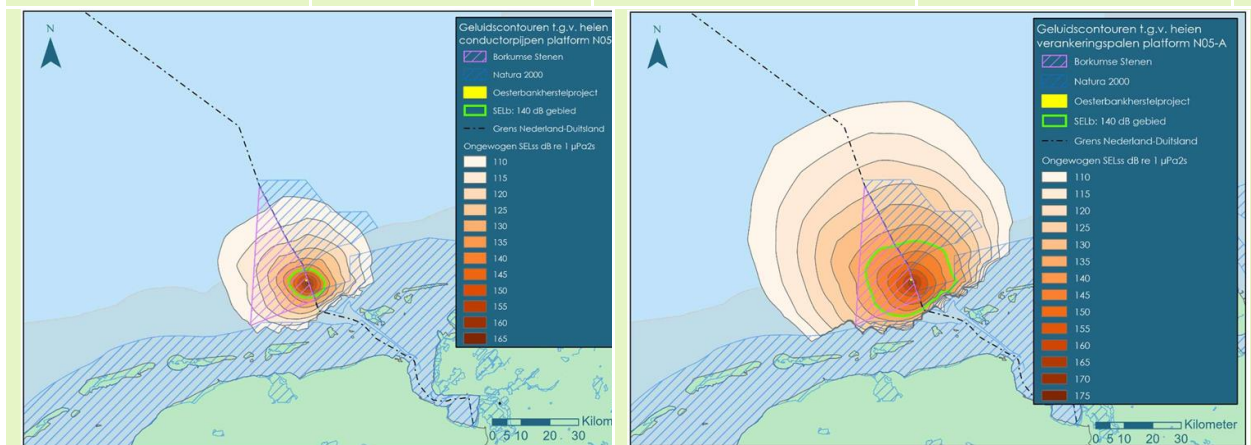 N
Geluidscontouren t.g.v. heien
conductorpijpen platform N05
Borkumse Stenen
Natura 2000
Oesterbankherstelproject
SELb: 140 dB gebied
Grens Nederland-Duitsland
Ongewogen SELss dB re 1 µPa2s
110
115
120
125
130
135
140
145
150
155
160
165
Kilom
0 5 10 20 30
N
Geluidscontouren t.g.v. heien
verankeringspalen platform N05-A
Borkumse Stenen
Natura 2000
Oesterbankherstelproject
SELb: 140 dB gebied
Grens Nederland-Duitsland
Ongewogen SELss dB re 1 µPa2s
110
115
120
125
130
135
140
145
150
155
160
165
170
175
Kilometer
0 5 10 20 30